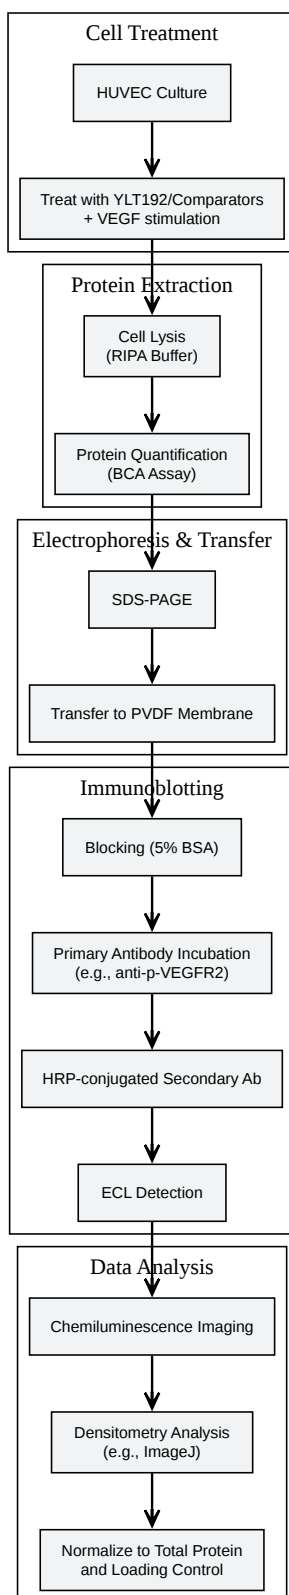 Cell Treatment
HUVEC Culture
Treat with YLT192/Comparators
+ VEGF stimulation
Protein Extraction
Cell Lysis
(RIPA Buffer)
Protein Quantification
(BCA Assay)
Electrophoresis & Transfer
SDS-PAGE
Transfer to PVDF Membrane
Immunoblotting
Blocking (5% BSA)
Primary Antibody Incubation
(e.g., anti-p-VEGFR2)
HRP-conjugated Secondary Ab
ECL Detection
Data Analysis
Chemiluminescence Imaging
Densitometry Analysis
(e.g., ImageJ)
Normalize to Total Protein
and Loading Control